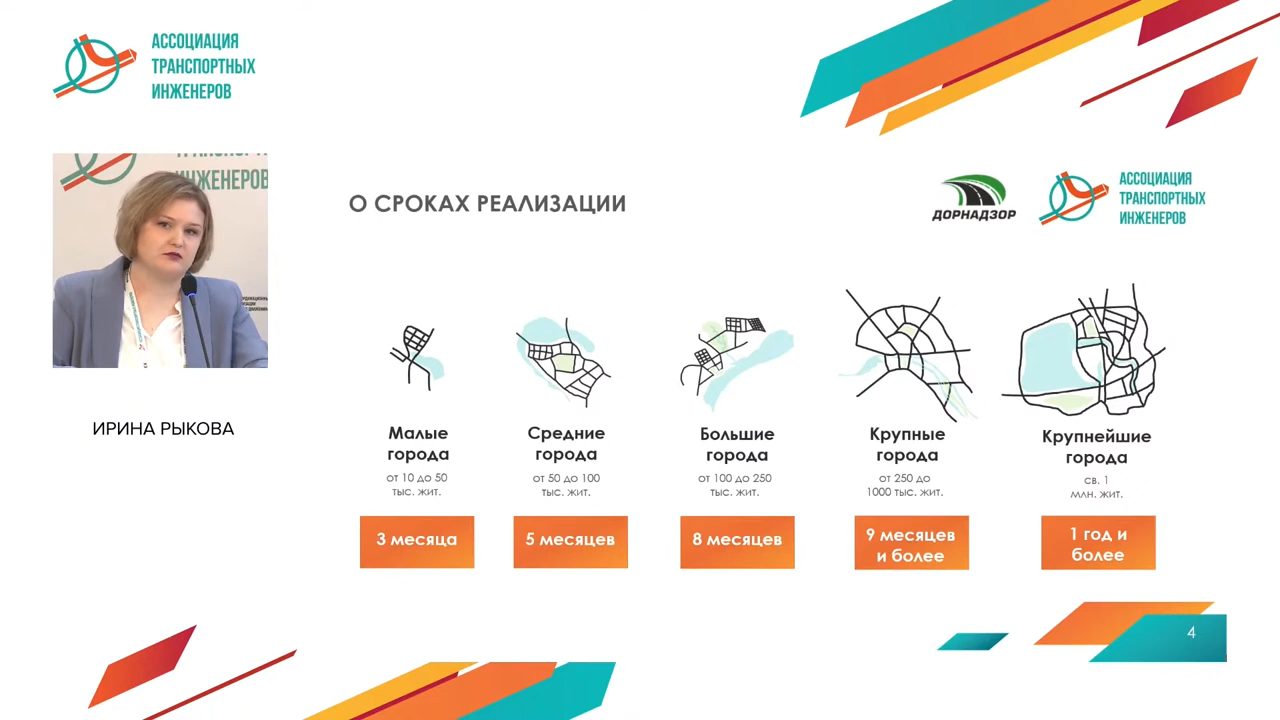 АССОЦИАЦИЯ
ТРАНСПОРТНЫХ
ИНЖЕНЕРОВ
ИНЖЕНЕРОВ
ИРИНА РЫКОВА
О СРОКАХ РЕАЛИЗАЦИИ
ДОРНАДЗОР
АССОЦИАЦИЯ
ТРАНСПОРТНЫХ
ИНЖЕНЕРОВ
Малые
города
от 10 до 50
тыс. жит.
3 месяца
Средние
города
от 50 до 100
тыс. жит.
5 месяцев
Большие
города
от 100 до 250
тыс. жит.
8 месяцев
Крупные
города
от 250 до
1000 тыс. жит.
9 месяцев
и более
Крупнейшие
города
св. 1
млн. жит.
1 год и
более
4